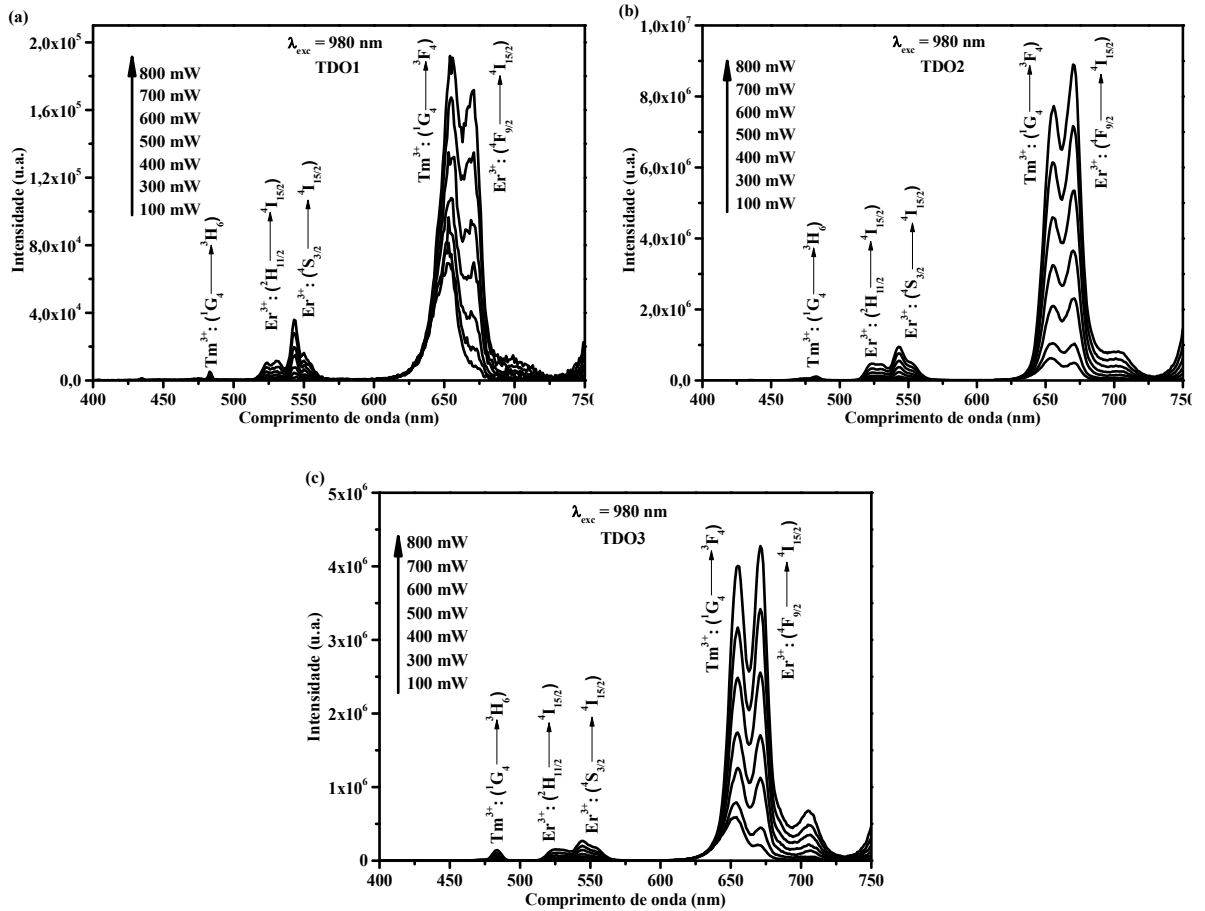 (a)
λexc = 980 nm
TDO1
800 mW
700 mW
600 mW
500 mW
400 mW
300 mW
100 mW
Tm³⁺: (¹G₄ → ³H₆)
Er³⁺: (²H₁₁/₂ → ⁴I₁₅/₂)
Er³⁺: (⁴S₃/₂ → ⁴I₁₅/₂)
Tm³⁺: (¹G₄ → ³F₄)
Er³⁺: (⁴F₉/₂ → ⁴I₁₅/₂)
Intensidade (u.a.)
2,0x10⁵
1,6x10⁵
1,2x10⁵
8,0x10⁴
4,0x10⁴
0,0
400 450 500 550 600 650 700 750
Comprimento de onda (nm)
(b)
λexc = 980 nm
TDO2
800 mW
700 mW
600 mW
500 mW
400 mW
300 mW
100 mW
Tm³⁺: (¹G₄ → ³H₆)
Er³⁺: (²H₁₁/₂ → ⁴I₁₅/₂)
Er³⁺: (⁴S₃/₂ → ⁴I₁₅/₂)
Tm³⁺: (¹G₄ → ³F₄)
Er³⁺: (⁴F₉/₂ → ⁴I₁₅/₂)
Intensidade (u.a.)
1,0x10⁷
8,0x10⁶
6,0x10⁶
4,0x10⁶
2,0x10⁶
0,0
400 450 500 550 600 650 700 750
Comprimento de onda (nm)
(c)
λexc = 980 nm
TDO3
800 mW
700 mW
600 mW
500 mW
400 mW
300 mW
100 mW
Tm³⁺: (¹G₄ → ³H₆)
Er³⁺: (²H₁₁/₂ → ⁴I₁₅/₂)
Er³⁺: (⁴S₃/₂ → ⁴I₁₅/₂)
Tm³⁺: (¹G₄ → ³F₄)
Er³⁺: (⁴F₉/₂ → ⁴I₁₅/₂)
Intensidade (u.a.)
5x10⁶
4x10⁶
3x10⁶
2x10⁶
1x10⁶
0
400 450 500 550 600 650 700 750
Comprimento de onda (nm)